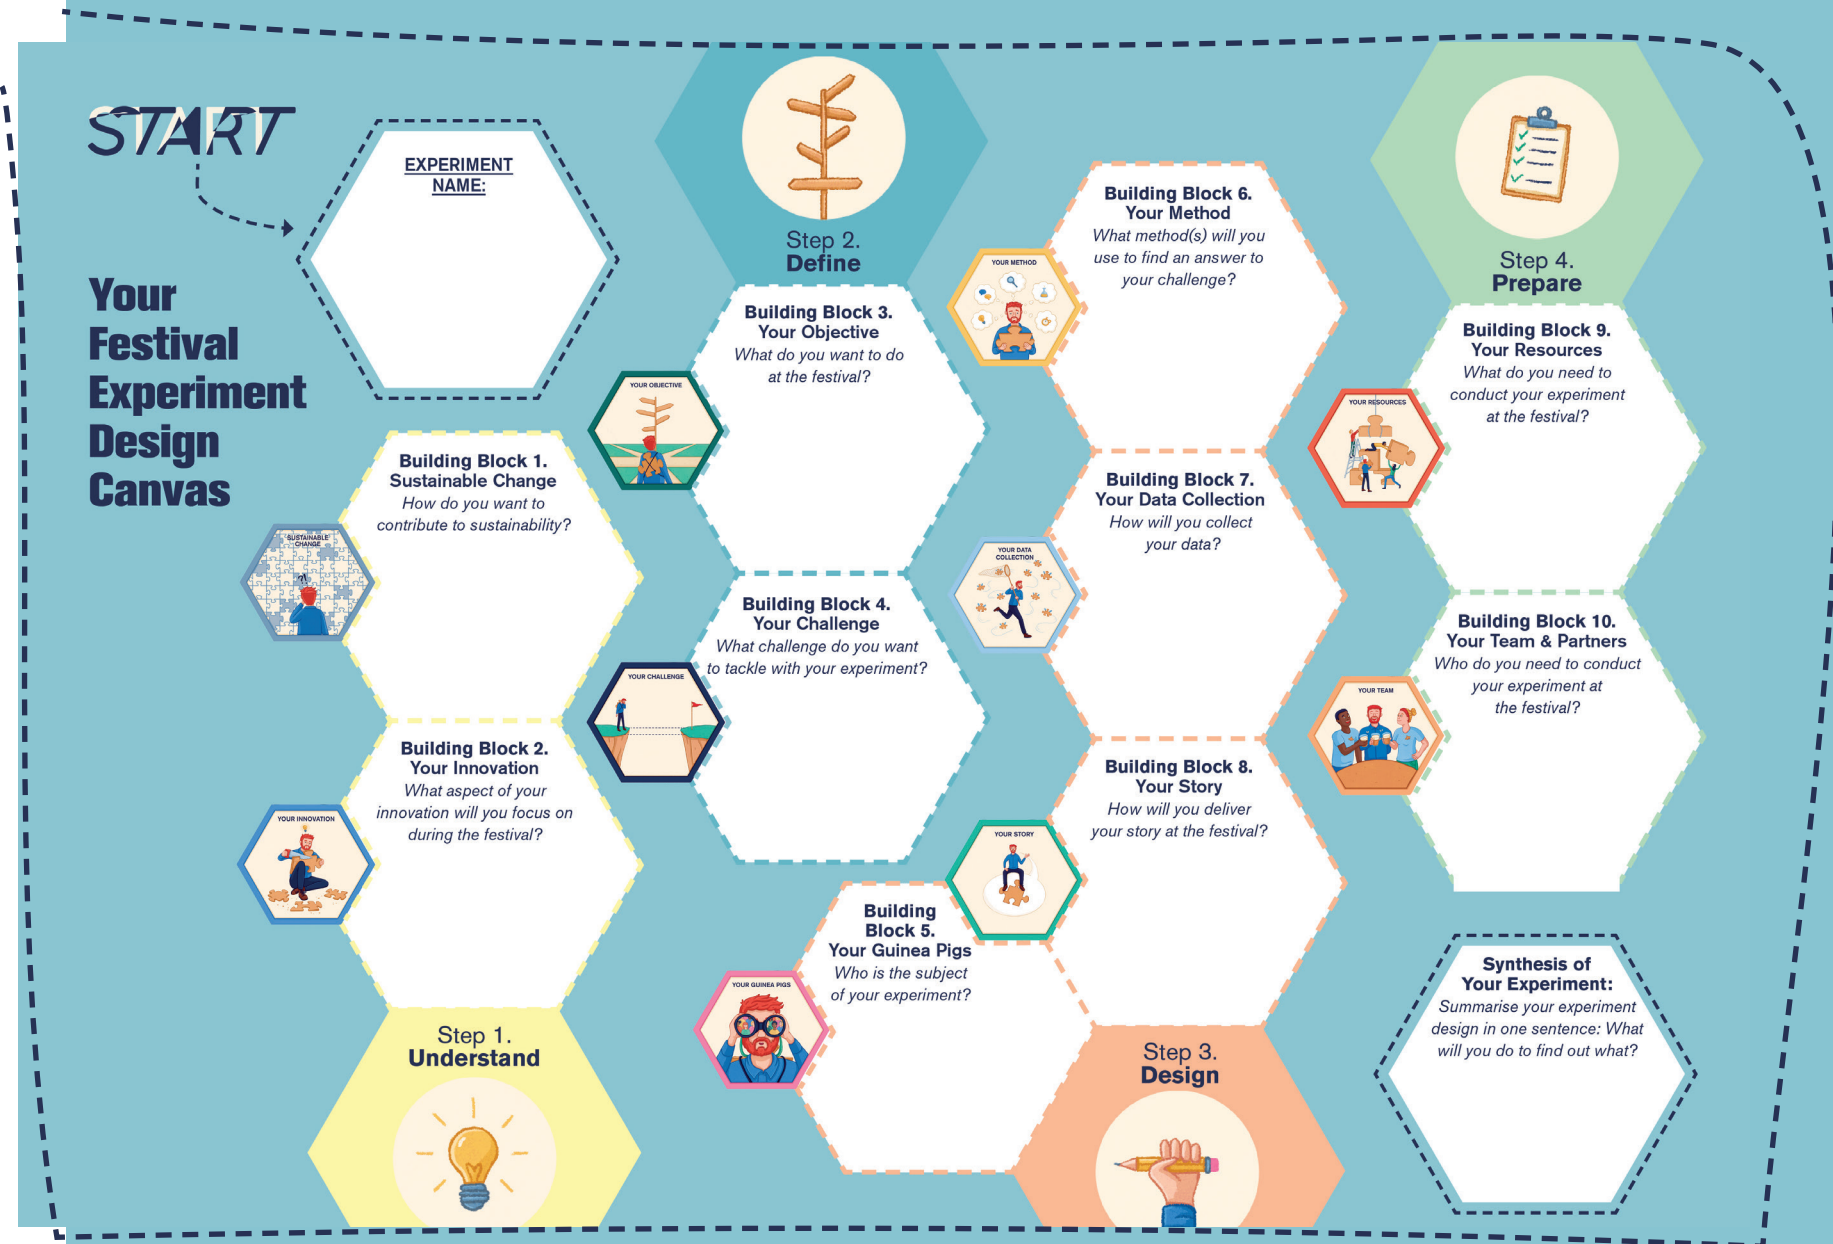 START
EXPERIMENT
NAME:
Your
Festival
Experiment
Design
Canvas
Building Block 1.
Sustainable Change
How do you want to
contribute to sustainability?
SUSTAINABLE
CHANGE
?!
Building Block 2.
Your Innovation
What aspect of your
innovation will you focus on
during the festival?
YOUR INNOVATION
Step 1.
Understand
Step 2.
Define
Building Block 3.
Your Objective
What do you want to do
at the festival?
YOUR OBJECTIVE
Building Block 4.
Your Challenge
What challenge do you want
to tackle with your experiment?
YOUR CHALLENGE
Building
Block 5.
Your Guinea Pigs
Who is the subject
of your experiment?
YOUR GUINEA PIGS
Building Block 6.
Your Method
What method(s) will you
use to find an answer to
your challenge?
YOUR METHOD
Building Block 7.
Your Data Collection
How will you collect
your data?
YOUR DATA
COLLECTION
Building Block 8.
Your Story
How will you deliver
your story at the festival?
YOUR STORY
Step 3.
Design
Step 4.
Prepare
Building Block 9.
Your Resources
What do you need to
conduct your experiment
at the festival?
YOUR RESOURCES
Building Block 10.
Your Team & Partners
Who do you need to conduct
your experiment at
the festival?
YOUR TEAM
Synthesis of
Your Experiment:
Summarise your experiment
design in one sentence: What
will you do to find out what?